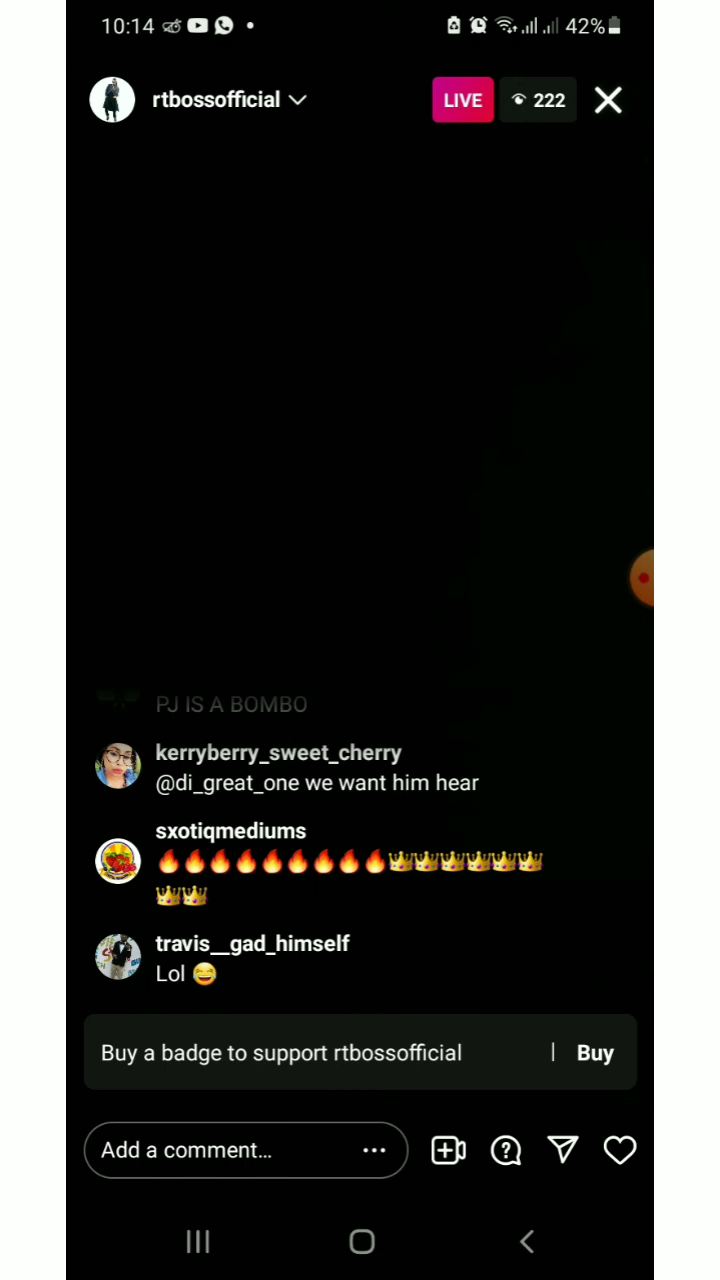 10:14
42%
rtbossofficial
LIVE
222
PJ IS A BOMBO
kerryberry_sweet_cherry
@di_great_one we want him hear
sxotiqmediums
🔥🔥🔥🔥🔥🔥🔥🔥🔥👑👑👑👑👑👑
👑👑
travis__gad_himself
Lol 😂
Buy a badge to support rtbossofficial | Buy
Add a comment...